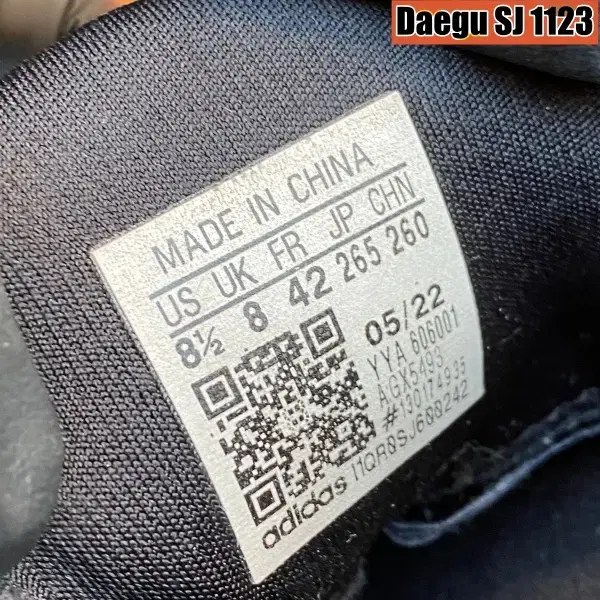 Daegu SJ 1123
MADE IN CHINA
US UK FR JP CHN
8½ 8 42 265 260
05/22
YYA 606001
AGX5493
#130174935
adidas I1QR0SJ600242